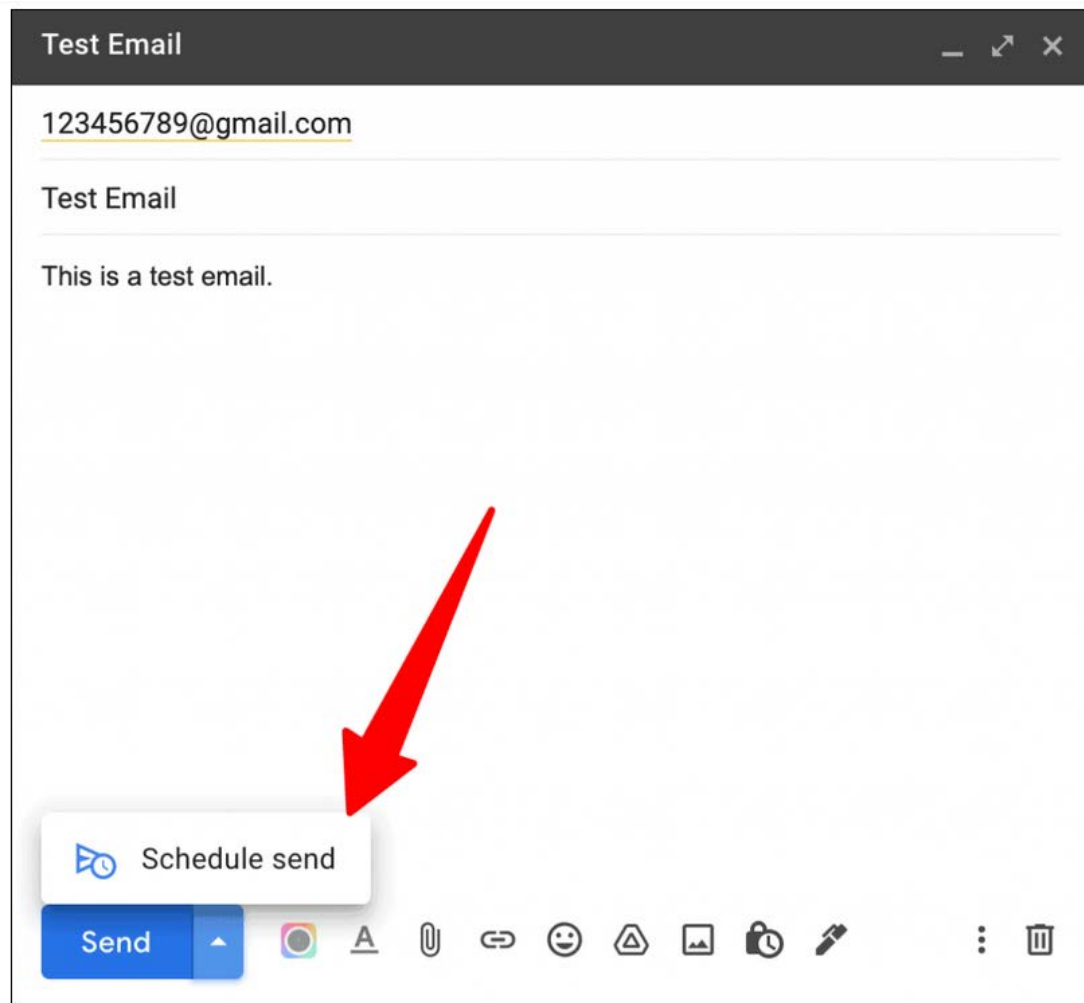 Test Email
123456789@gmail.com
Test Email
This is a test email.
Schedule send
Send